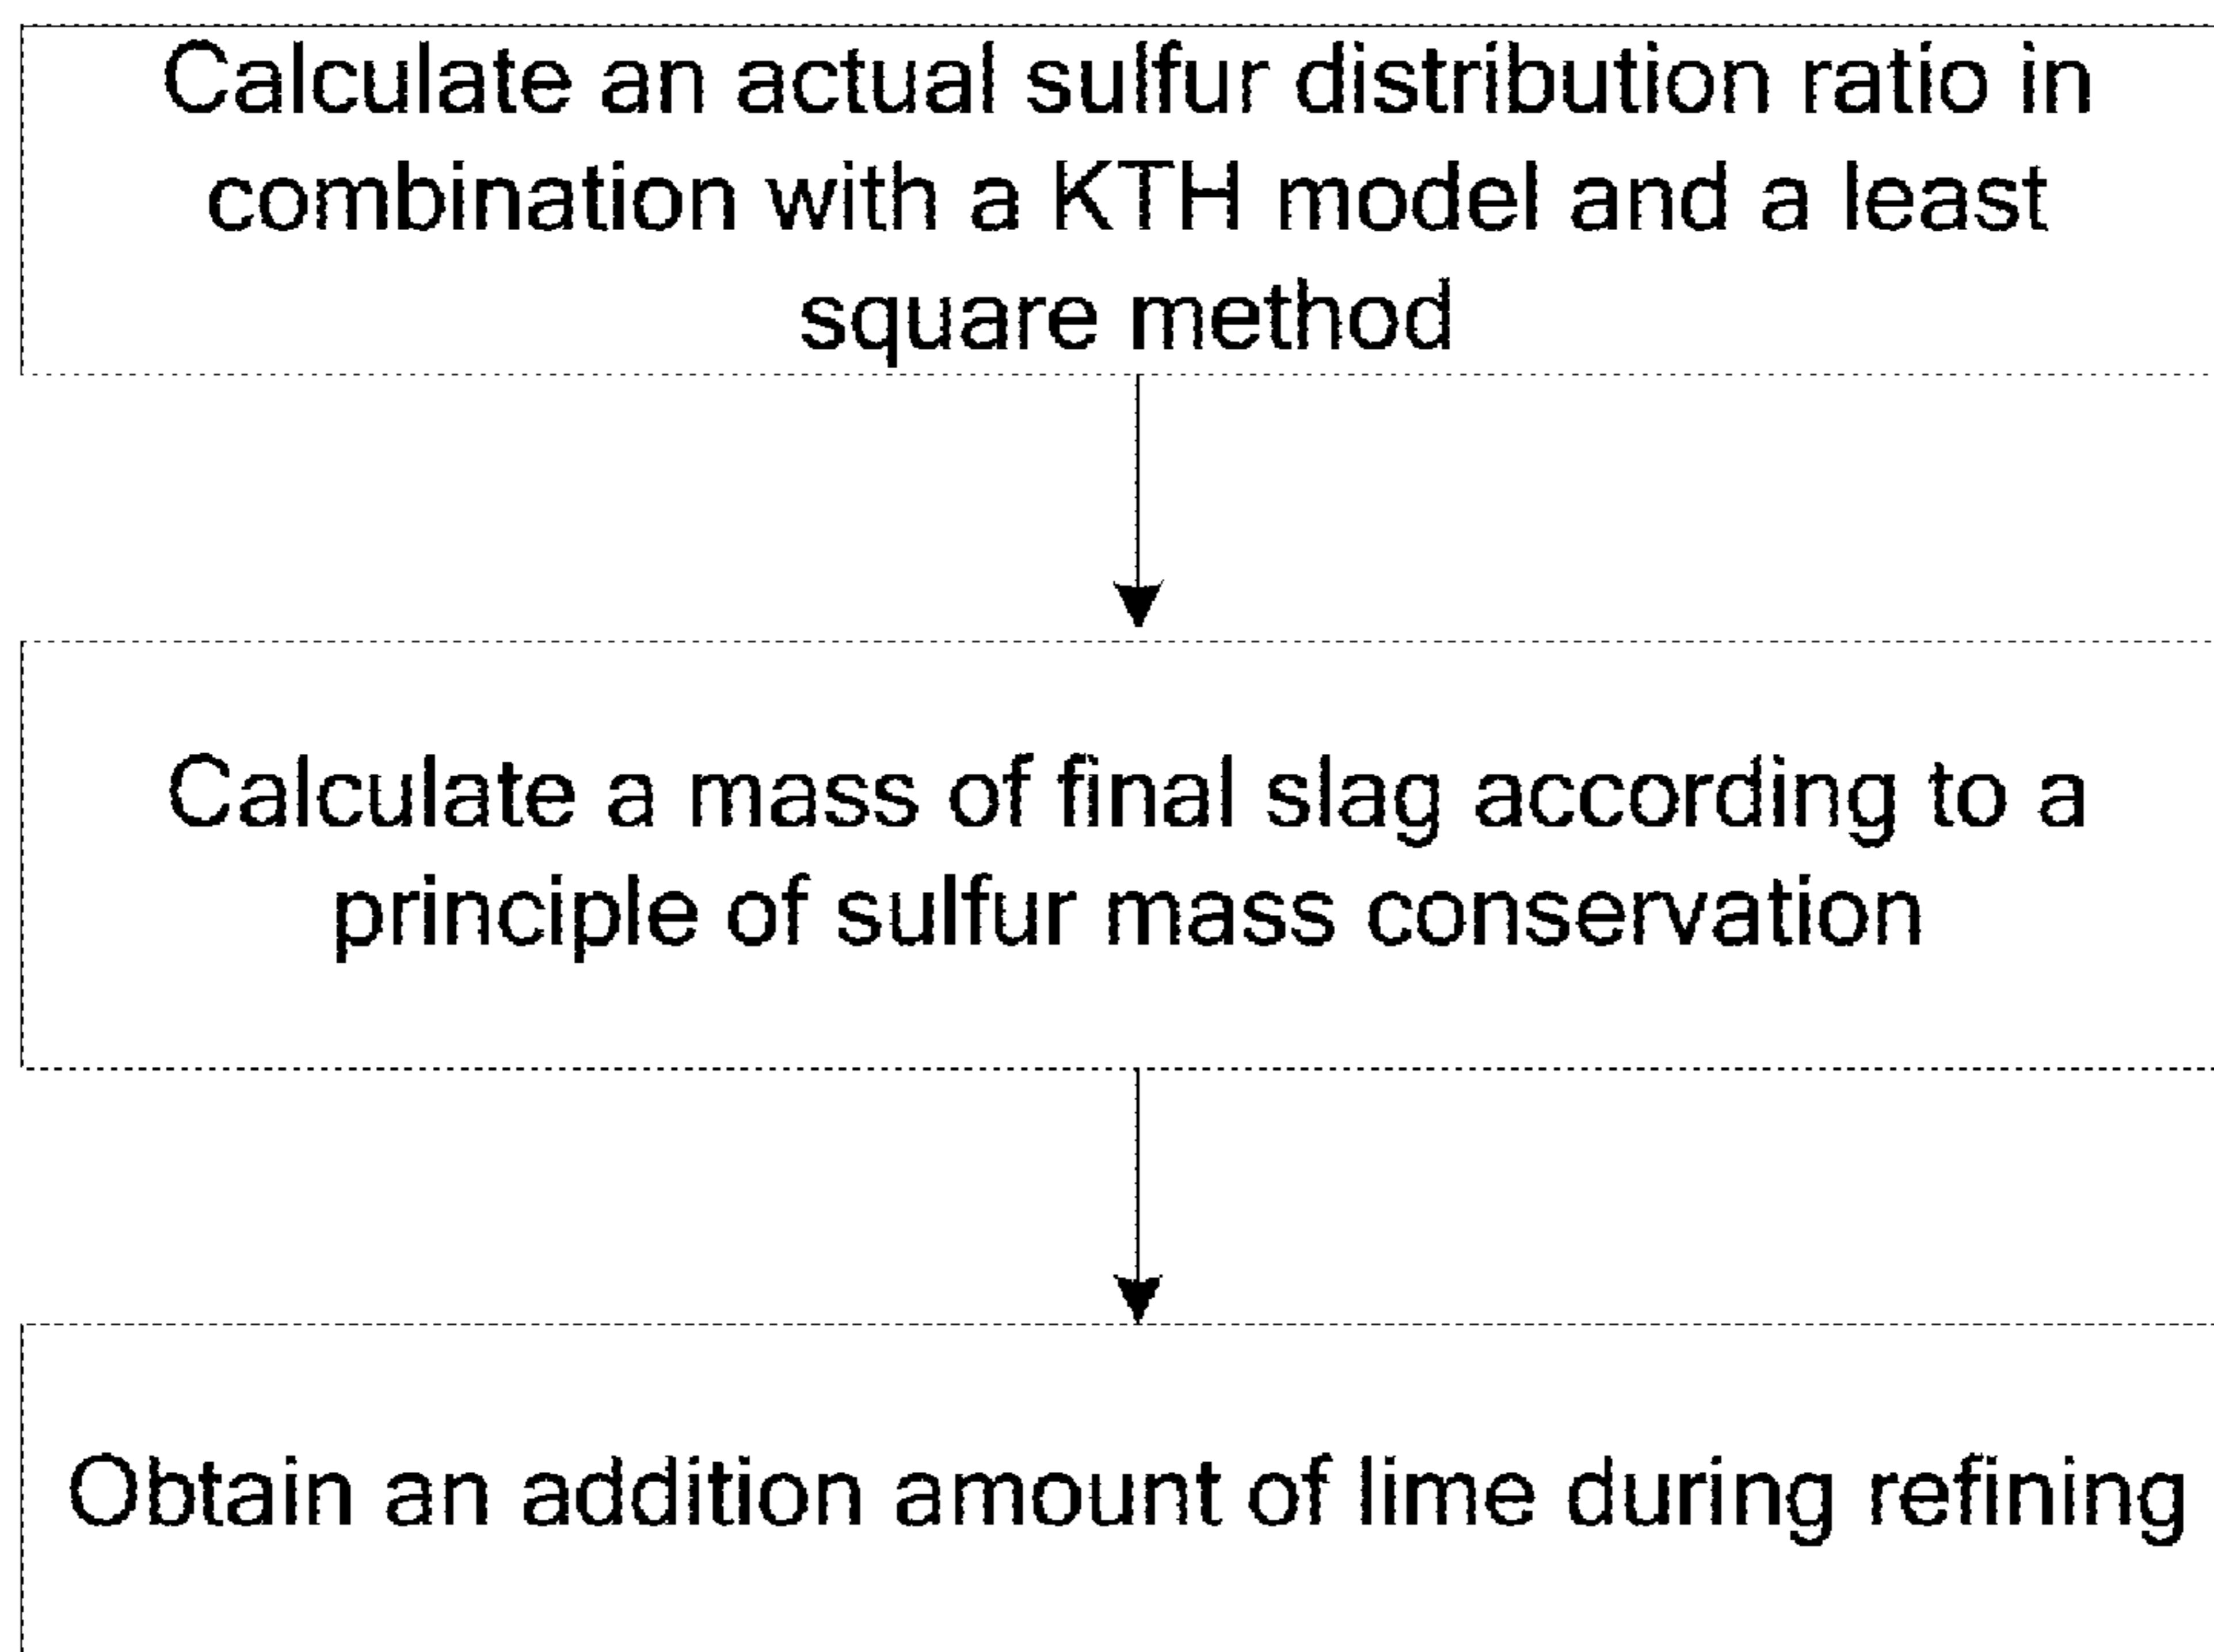 Calculate an actual sulfur distribution ratio in
combination with a KTH model and a least
square method
Calculate a mass of final slag according to a
principle of sulfur mass conservation
Obtain an addition amount of lime during refining